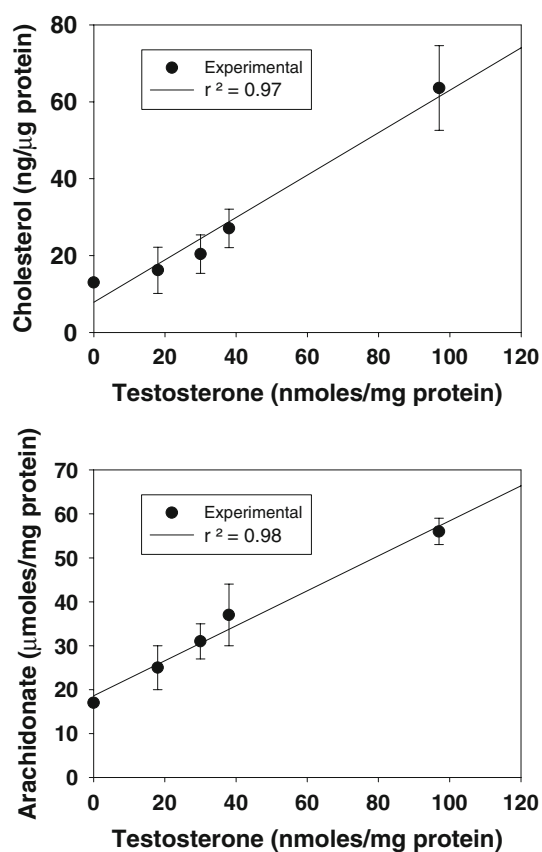 80
60
40
20
0
Cholesterol (ng/μg protein)
Experimental
r² = 0.97
0 20 40 60 80 100 120
Testosterone (nmoles/mg protein)
70
60
50
40
30
20
10
0
Arachidonate (μmoles/mg protein)
Experimental
r² = 0.98
0 20 40 60 80 100 120
Testosterone (nmoles/mg protein)